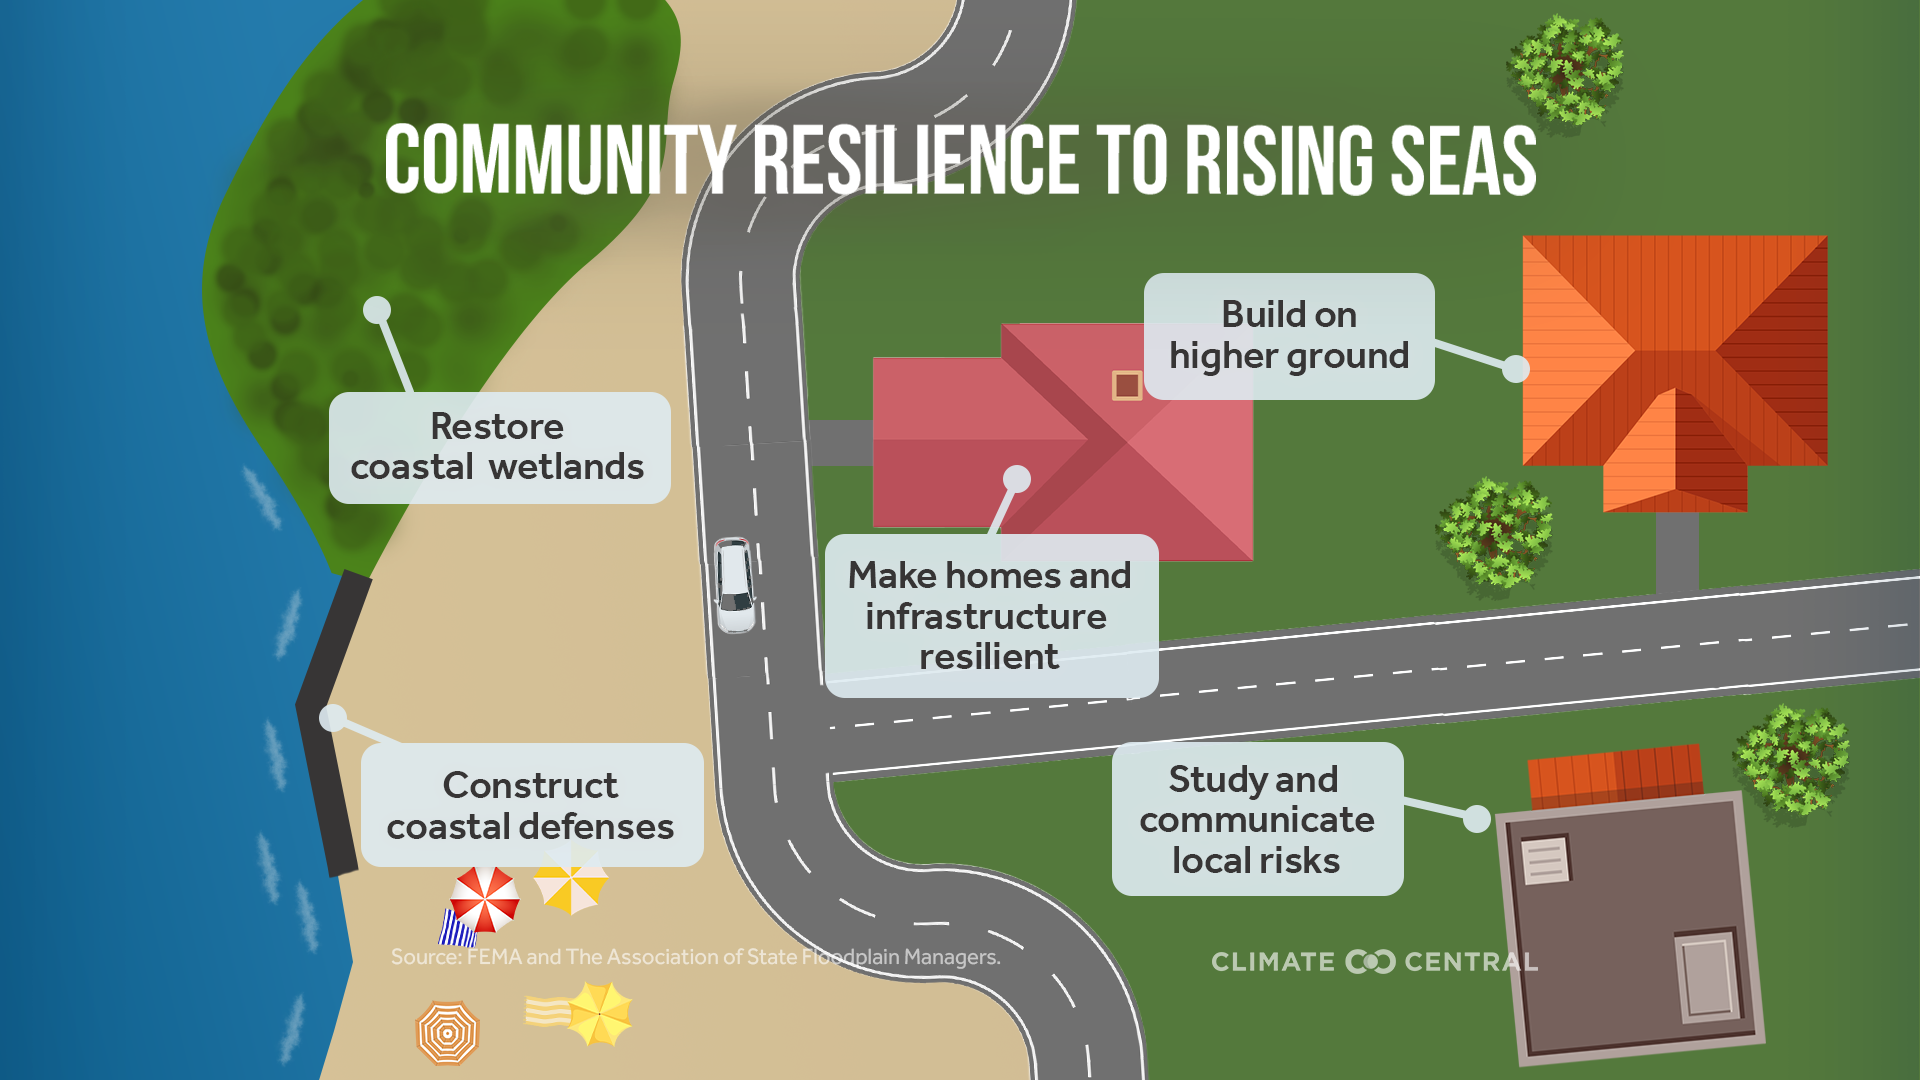 COMMUNITY RESILIENCE TO RISING SEAS
Build on
higher ground
Restore
coastal wetlands
Make homes and
infrastructure
resilient
Construct
coastal defenses
Study and
communicate
local risks
Source: FEMA and The Association of State Floodplain Managers.
CLIMATE CENTRAL